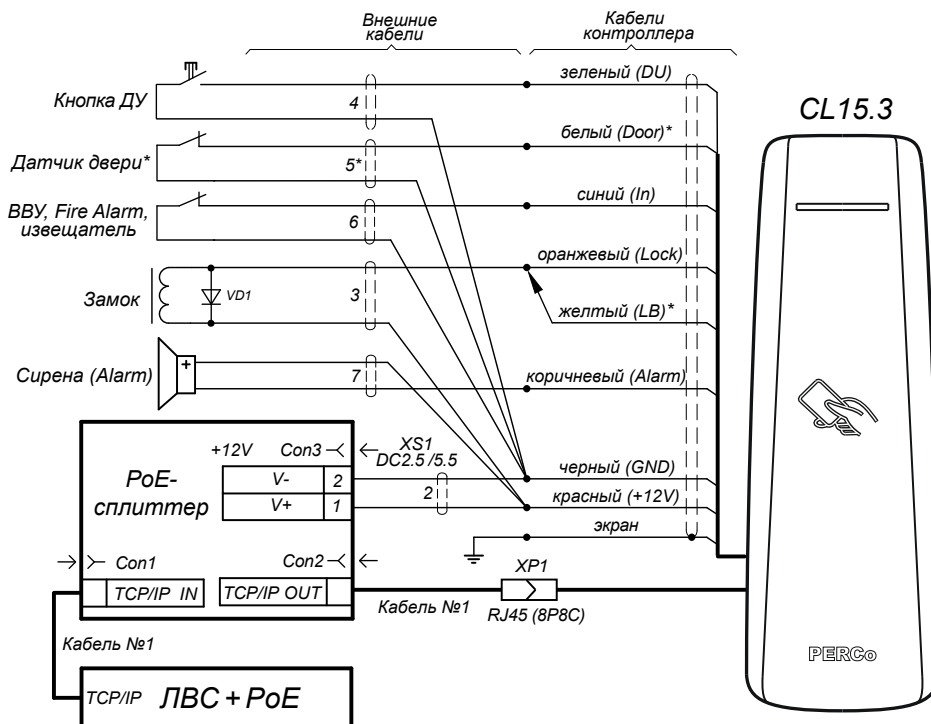 Внешние
кабели
Кабели
контроллера
Кнопка ДУ
4
зеленый (DU)
CL15.3
Датчик двери*
5*
белый (Door)*
ВВУ, Fire Alarm,
извещатель
6
синий (In)
Замок
VD1
3
оранжевый (Lock)
желтый (LB)*
Сирена (Alarm)
+
7
коричневый (Alarm)
PoE-
сплиттер
+12V
Con3
XS1
DC2.5 /5.5
V-
2
V+
1
2
черный (GND)
красный (+12V)
экран
Con1
Con2
TCP/IP IN
TCP/IP OUT
Кабель №1
XP1
RJ45 (8P8C)
Кабель №1
TCP/IP
ЛВС + PoE
PERCo